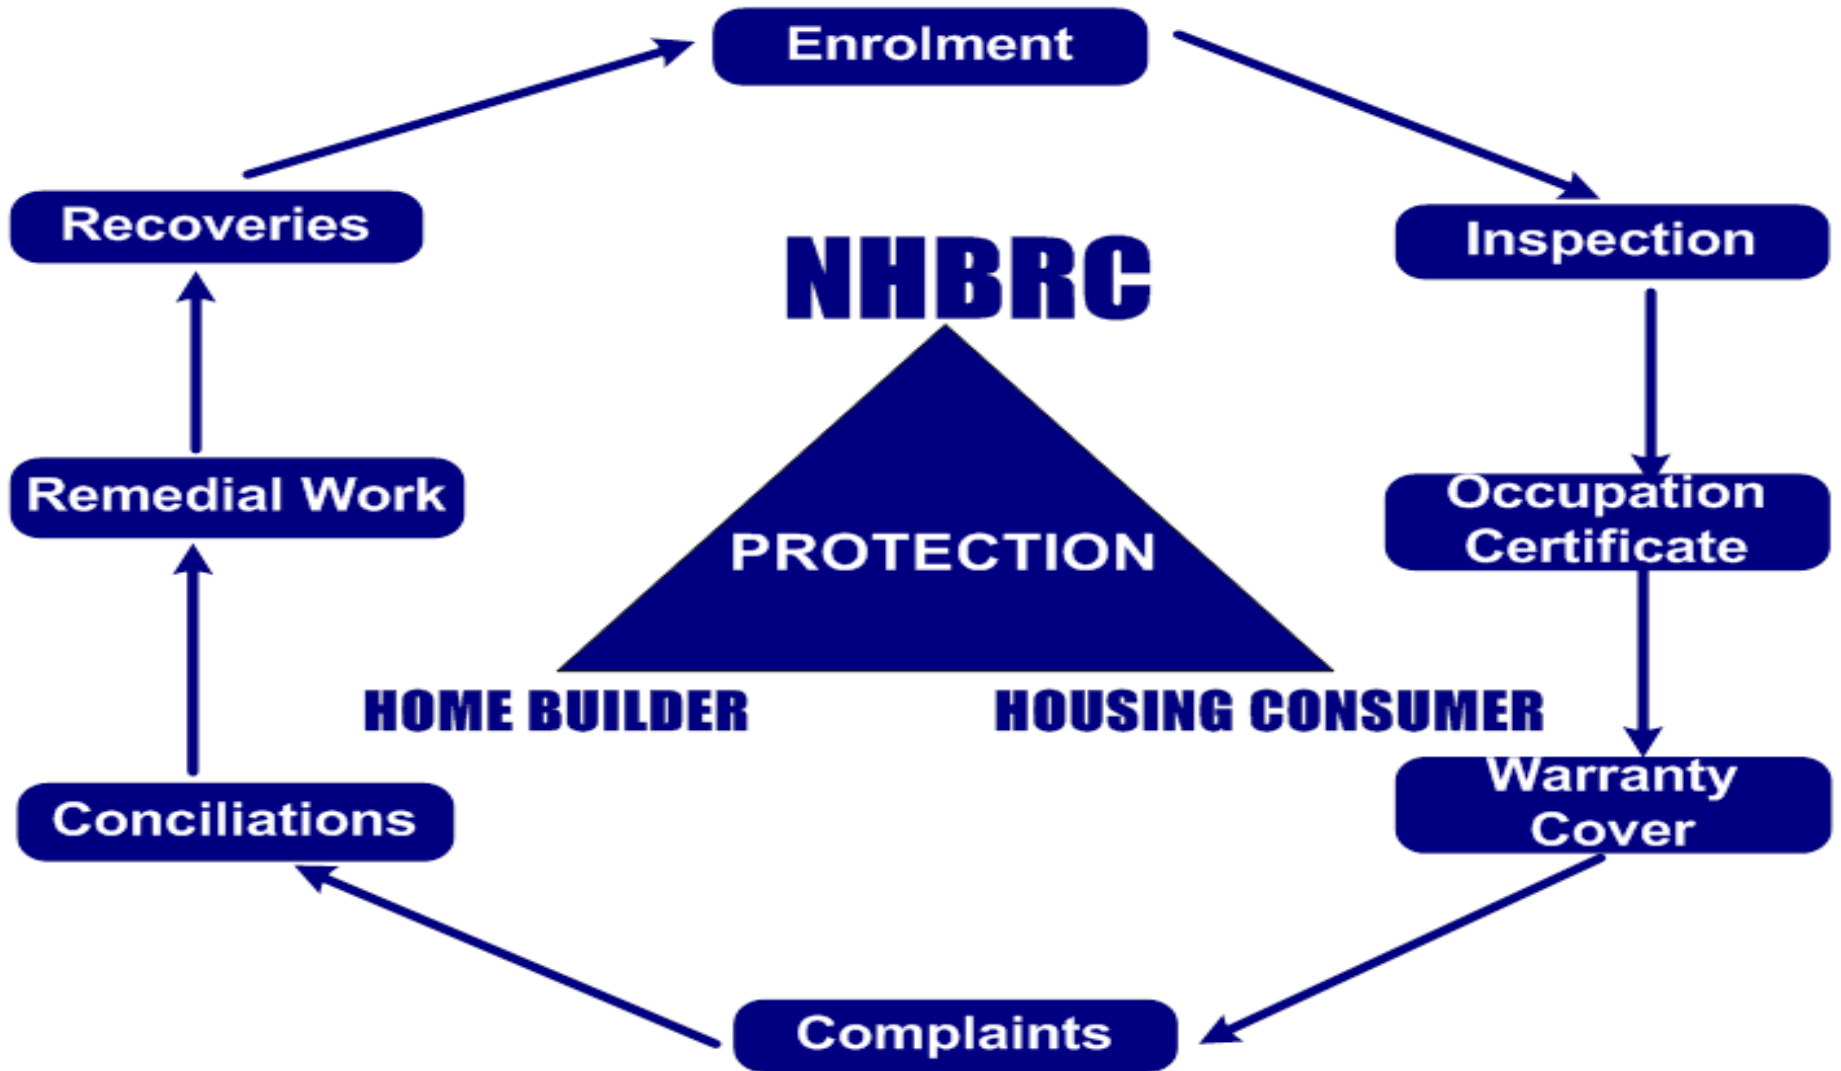 Enrolment
Inspection
Occupation
Certificate
Warranty
Cover
Complaints
Conciliations
Remedial Work
Recoveries
NHBRC
PROTECTION
HOME BUILDER
HOUSING CONSUMER